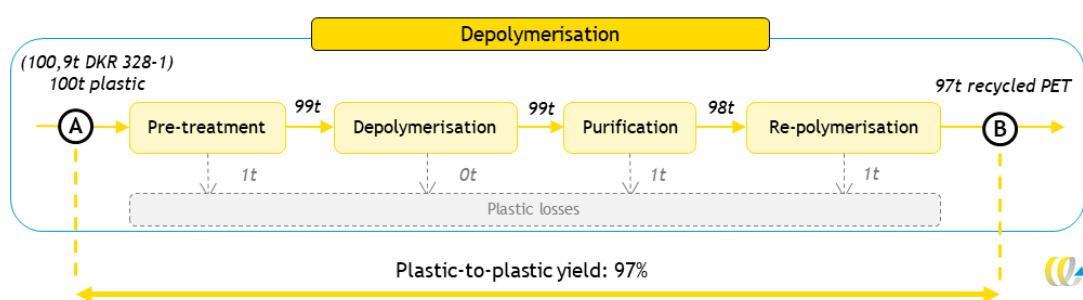 Depolymerisation
(100,9t DKR 328-1)
100t plastic
97t recycled PET
A
Pre-treatment
99t
Depolymerisation
99t
Purification
98t
Re-polymerisation
B
1t
0t
1t
1t
Plastic losses
Plastic-to-plastic yield: 97%